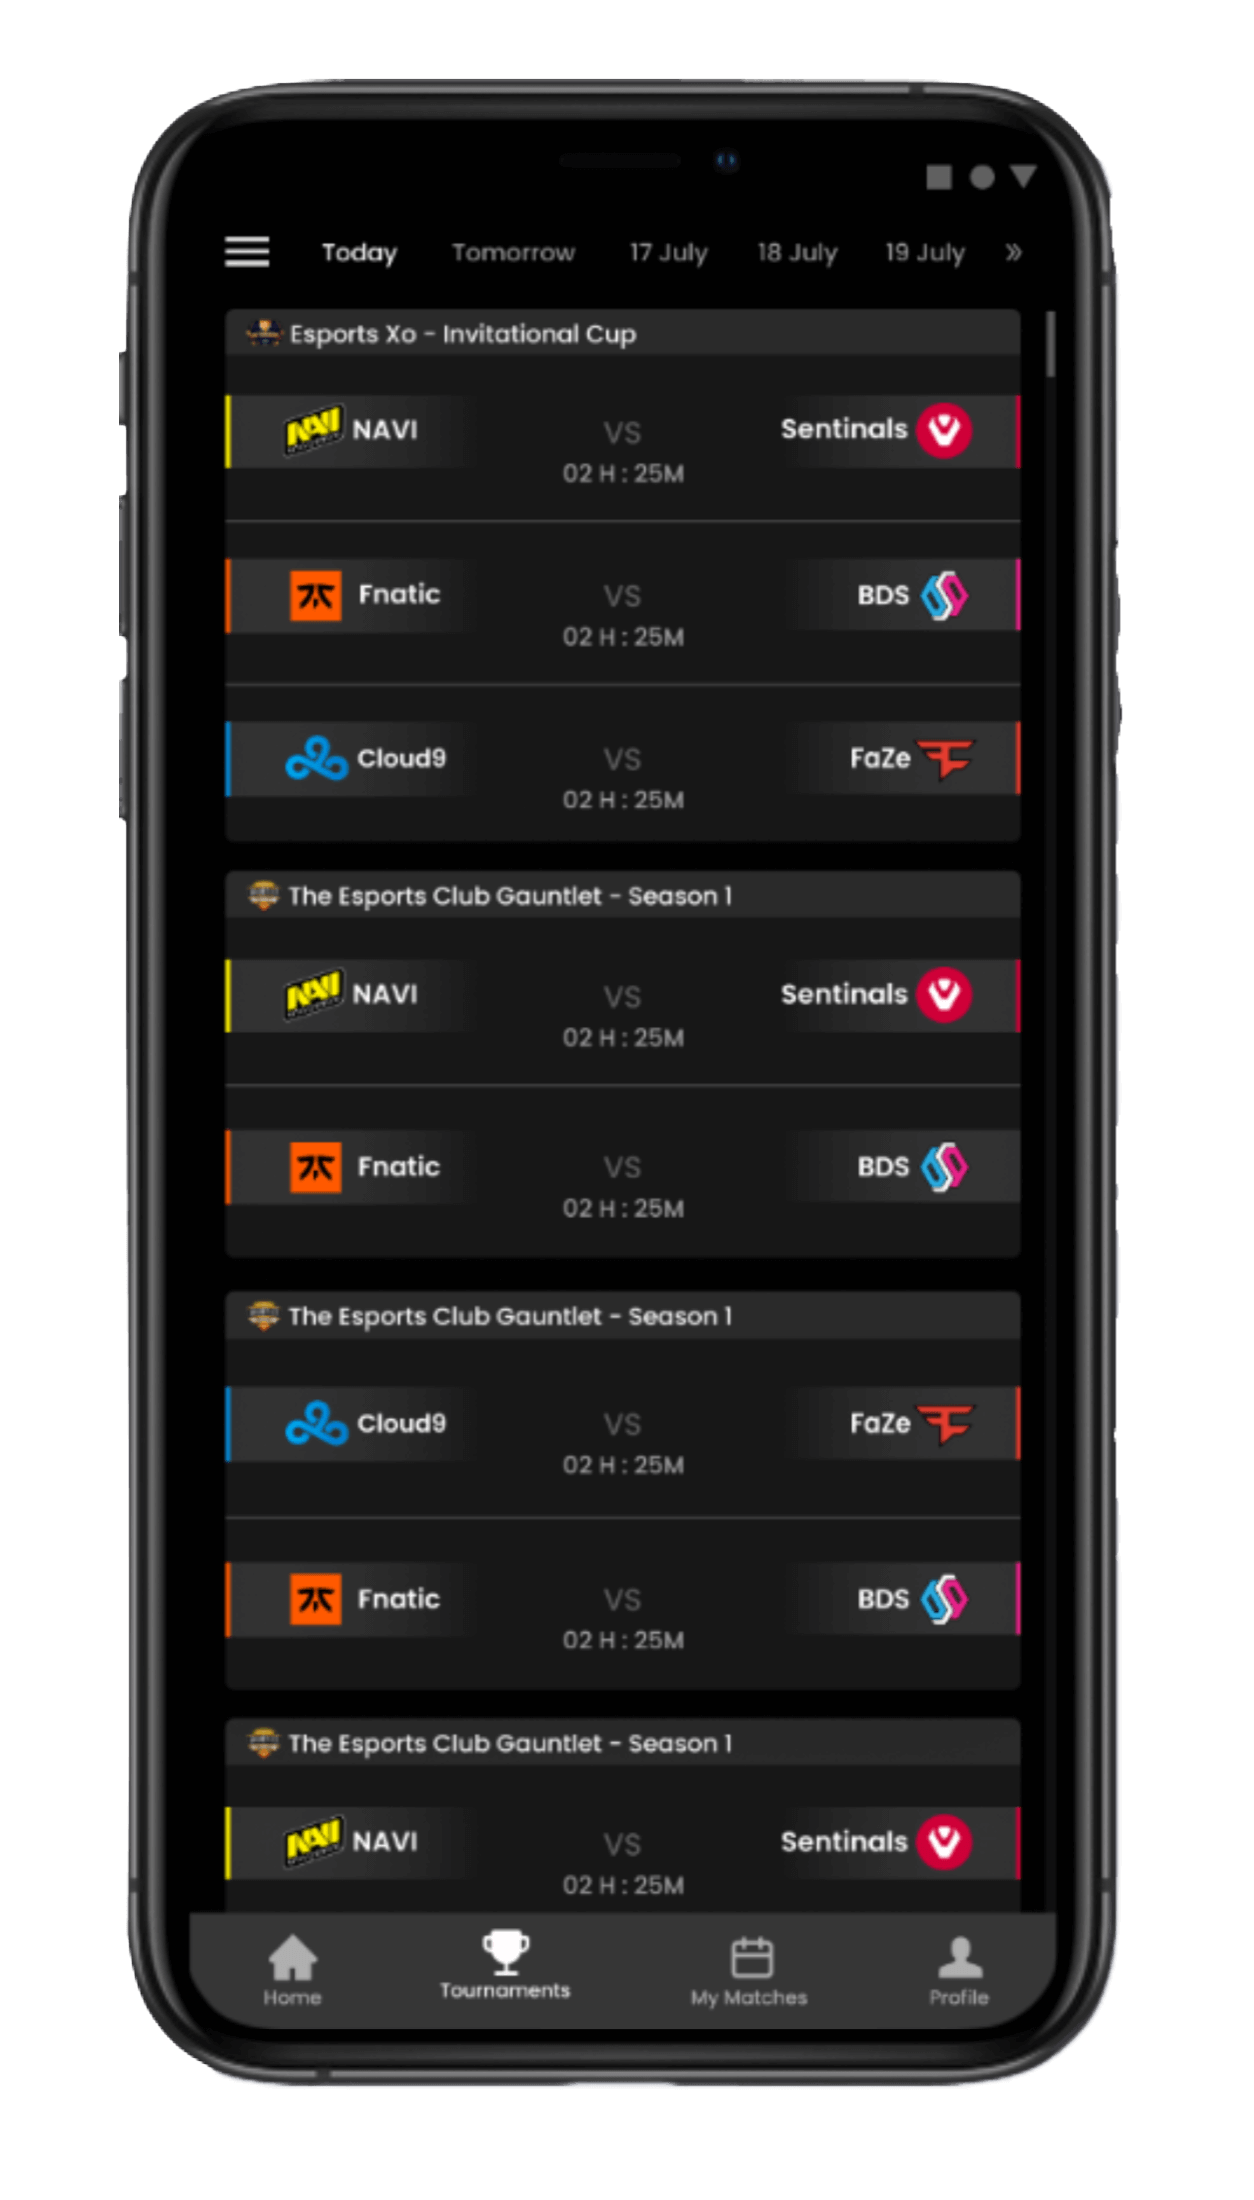 Today Tomorrow 17 July 18 July 19 July »
Esports Xo - Invitational Cup
NAVI NAVI VS Sentinals
02 H : 25M
Fnatic VS BDS
02 H : 25M
Cloud9 VS FaZe
02 H : 25M
The Esports Club Gauntlet - Season 1
NAVI NAVI VS Sentinals
02 H : 25M
Fnatic VS BDS
02 H : 25M
The Esports Club Gauntlet - Season 1
Cloud9 VS FaZe
02 H : 25M
Fnatic VS BDS
02 H : 25M
The Esports Club Gauntlet - Season 1
NAVI NAVI VS Sentinals
02 H : 25M
Home Tournaments My Matches Profile